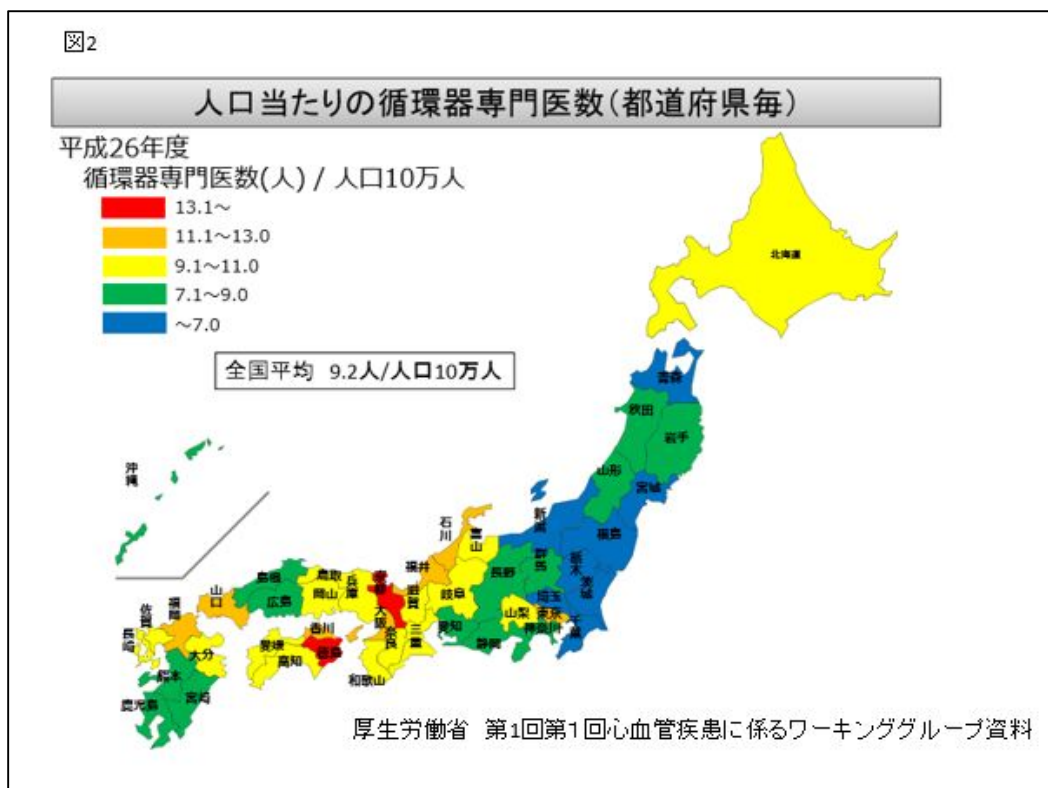 図2
人口当たりの循環器専門医数(都道府県毎)
平成26年度
循環器専門医数(人) / 人口10万人
13.1～
11.1～13.0
9.1～11.0
7.1～9.0
～7.0
全国平均 9.2人/人口10万人
北海道
青森
秋田
岩手
山形
宮城
新潟
福島
沖縄
石川
富山
群馬
栃木
茨城
福井
長野
埼玉
岐阜
山梨
東京
千葉
神奈川
愛知
静岡
島根
鳥取
兵庫
京都
滋賀
広島
岡山
大阪
奈良
三重
山口
香川
徳島
愛媛
高知
和歌山
佐賀
福岡
長崎
大分
熊本
宮崎
鹿児島
厚生労働省 第1回第1回心血管疾患に係るワーキンググループ資料